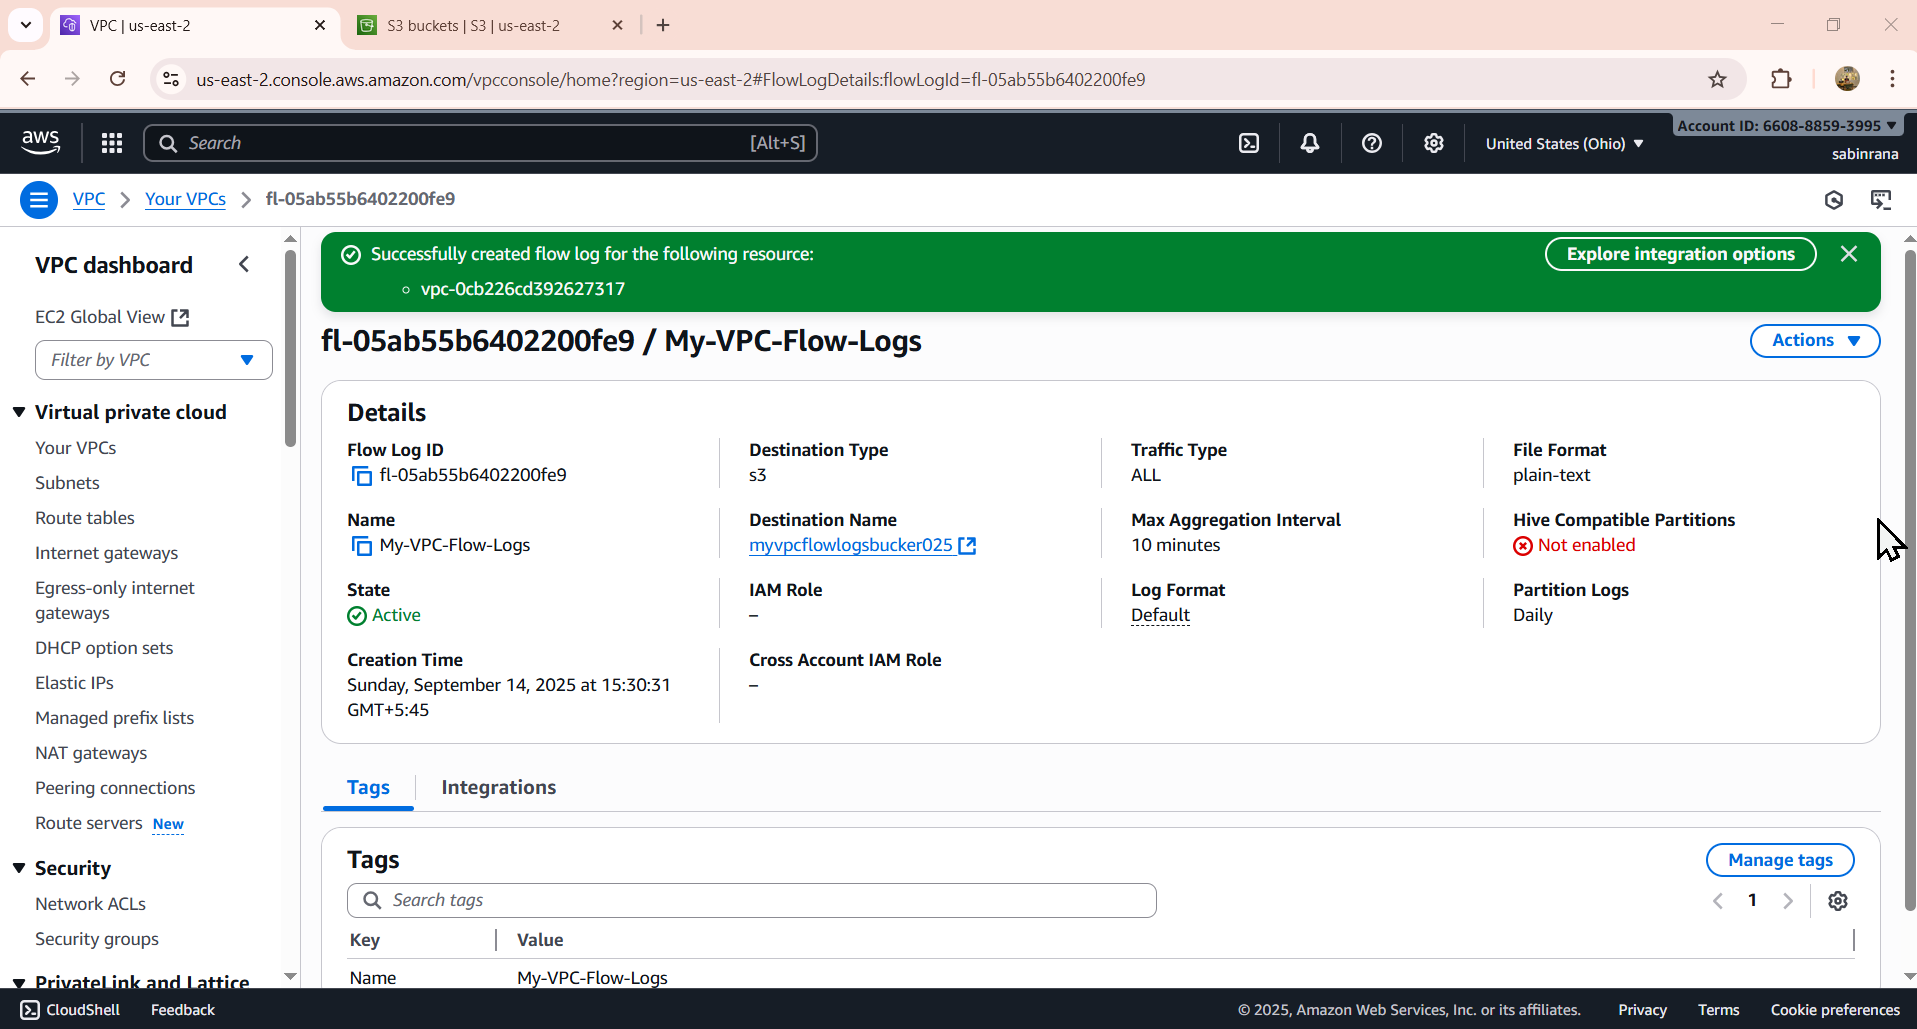 VPC | us-east-2
S3 buckets | S3 | us-east-2
us-east-2.console.aws.amazon.com/vpcconsole/home?region=us-east-2#FlowLogDetails:flowLogId=fl-05ab55b6402200fe9
aws
Search
[Alt+S]
United States (Ohio)
Account ID: 6608-8859-3995
sabinrana
VPC
Your VPCs
fl-05ab55b6402200fe9
VPC dashboard
EC2 Global View
Filter by VPC
Virtual private cloud
Your VPCs
Subnets
Route tables
Internet gateways
Egress-only internet
gateways
DHCP option sets
Elastic IPs
Managed prefix lists
NAT gateways
Peering connections
Route servers New
Security
Network ACLs
Security groups
PrivateLink and Lattice
Successfully created flow log for the following resource:
vpc-0cb226cd392627317
Explore integration options
fl-05ab55b6402200fe9 / My-VPC-Flow-Logs
Actions
Details
Flow Log ID
fl-05ab55b6402200fe9
Destination Type
s3
Traffic Type
ALL
File Format
plain-text
Name
My-VPC-Flow-Logs
Destination Name
myvpcflowlogsbucker025
Max Aggregation Interval
10 minutes
Hive Compatible Partitions
Not enabled
State
Active
IAM Role
–
Log Format
Default
Partition Logs
Daily
Creation Time
Sunday, September 14, 2025 at 15:30:31
GMT+5:45
Cross Account IAM Role
–
Tags
Integrations
Tags
Manage tags
Search tags
1
Key
Value
Name
My-VPC-Flow-Logs
CloudShell
Feedback
© 2025, Amazon Web Services, Inc. or its affiliates.
Privacy
Terms
Cookie preferences